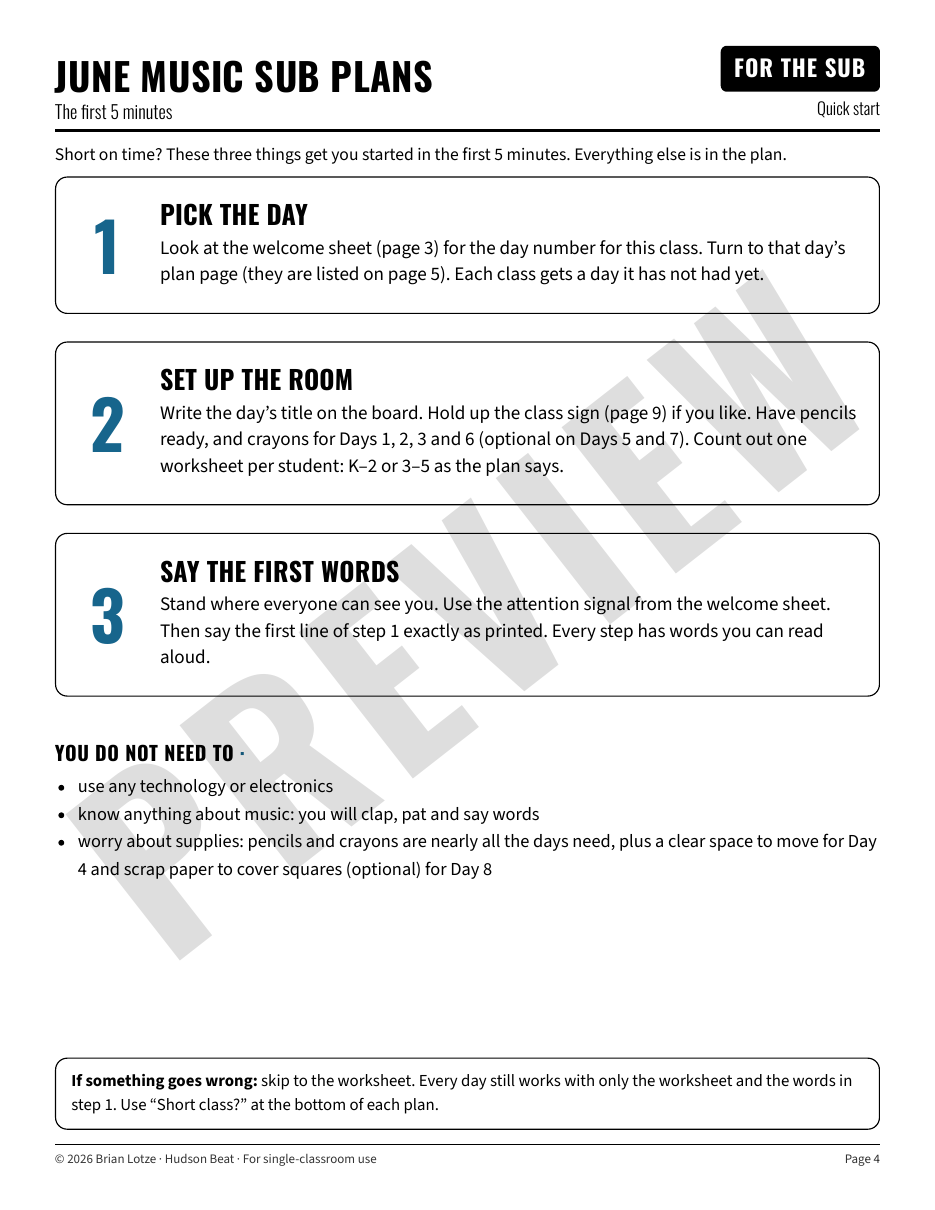 JUNE MUSIC SUB PLANS
FOR THE SUB
The first 5 minutes
Quick start
Short on time? These three things get you started in the first 5 minutes. Everything else is in the plan.
1
PICK THE DAY
Look at the welcome sheet (page 3) for the day number for this class. Turn to that day’s
plan page (they are listed on page 5). Each class gets a day it has not had yet.
2
SET UP THE ROOM
Write the day’s title on the board. Hold up the class sign (page 9) if you like. Have pencils
ready, and crayons for Days 1, 2, 3 and 6 (optional on Days 5 and 7). Count out one
worksheet per student: K–2 or 3–5 as the plan says.
3
SAY THE FIRST WORDS
Stand where everyone can see you. Use the attention signal from the welcome sheet.
Then say the first line of step 1 exactly as printed. Every step has words you can read
aloud.
YOU DO NOT NEED TO ·
• use any technology or electronics
• know anything about music: you will clap, pat and say words
• worry about supplies: pencils and crayons are nearly all the days need, plus a clear space to move for Day
4 and scrap paper to cover squares (optional) for Day 8
If something goes wrong: skip to the worksheet. Every day still works with only the worksheet and the words in
step 1. Use “Short class?” at the bottom of each plan.
© 2026 Brian Lotze · Hudson Beat · For single-classroom use
Page 4
PREVIEW